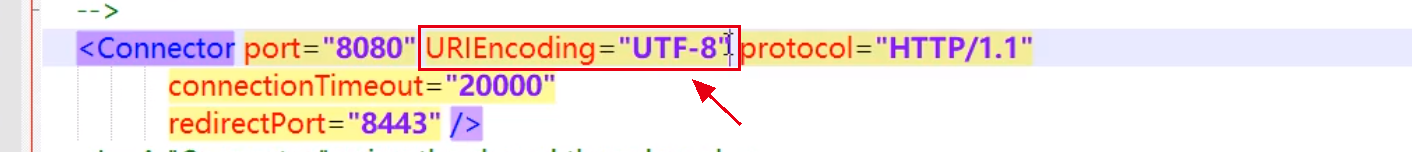 -->
<Connector port="8080" URIEncoding="UTF-8" protocol="HTTP/1.1"
connectionTimeout="20000"
redirectPort="8443" />